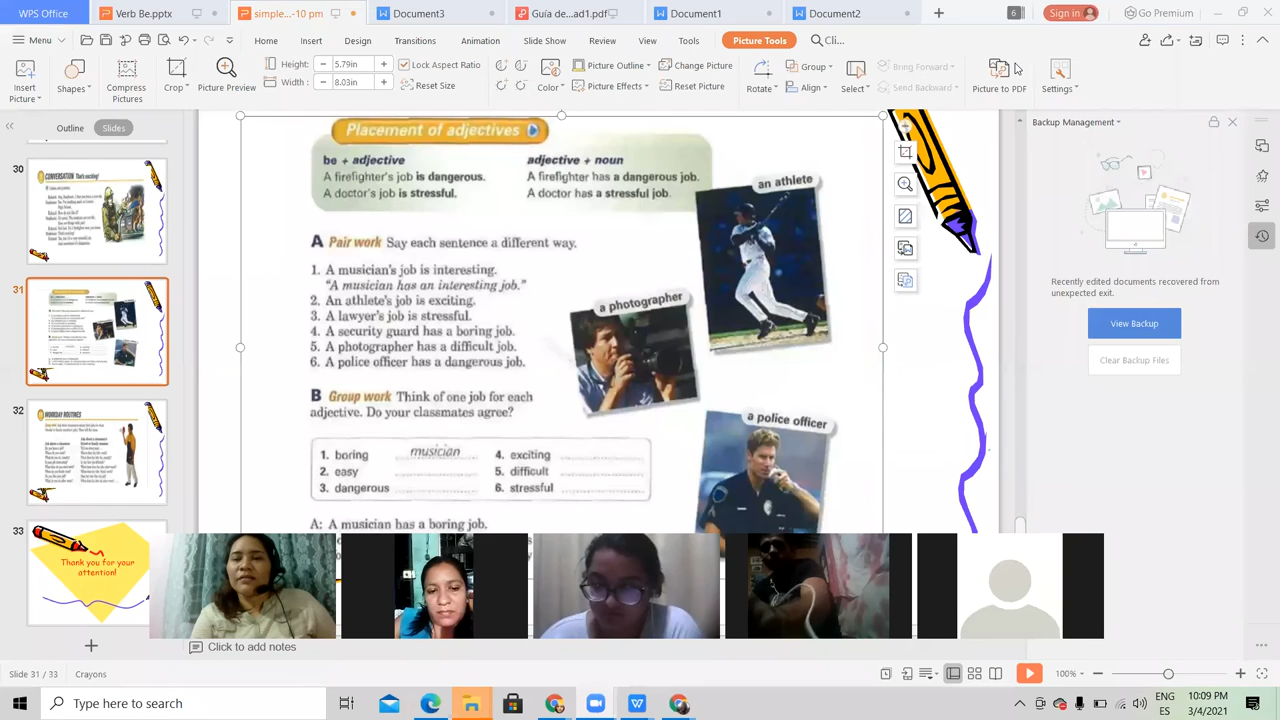 WPS Office
Verb Be.pptx
simple...-10 pm
Document3
Guía de...ad1.pdf
Document1
Document2
6
Sign in
Go Premium
Menu
Home
Insert
Design
Transitions
Animation
Slide Show
Review
View
Tools
Picture Tools
Cli...
Insert Picture
Shapes
Compress Pictures
Crop
Picture Preview
Height: 5.79in
Width : 8.03in
Lock Aspect Ratio
Reset Size
Color
Picture Outline
Picture Effects
Change Picture
Reset Picture
Rotate
Group
Align
Select
Bring Forward
Send Backward
Picture to PDF
Settings
Outline
Slides
30
CONVERSATION That's exciting!
31
32
WORKDAY ROUTINES
33
Thank you for your
attention!
Placement of adjectives
be + adjective
A firefighter's job is dangerous.
A doctor's job is stressful.
adjective + noun
A firefighter has a dangerous job.
A doctor has a stressful job.
A Pair work Say each sentence a different way.
1. A musician's job is interesting.
"A musician has an interesting job."
2. An athlete's job is exciting.
3. A lawyer's job is stressful.
4. A security guard has a boring job.
5. A photographer has a difficult job.
6. A police officer has a dangerous job.
B Group work Think of one job for each
adjective. Do your classmates agree?
1. boring musician
2. easy
3. dangerous
4. exciting
5. difficult
6. stressful
A: A musician has a boring job.
an athlete
a photographer
a police officer
Backup Management
Recently edited documents recovered from
unexpected exit.
View Backup
Clear Backup Files
Click to add notes
Slide 31 / 33
Crayons
100%
Type here to search
ENG
ES
10:09 PM
3/4/2021